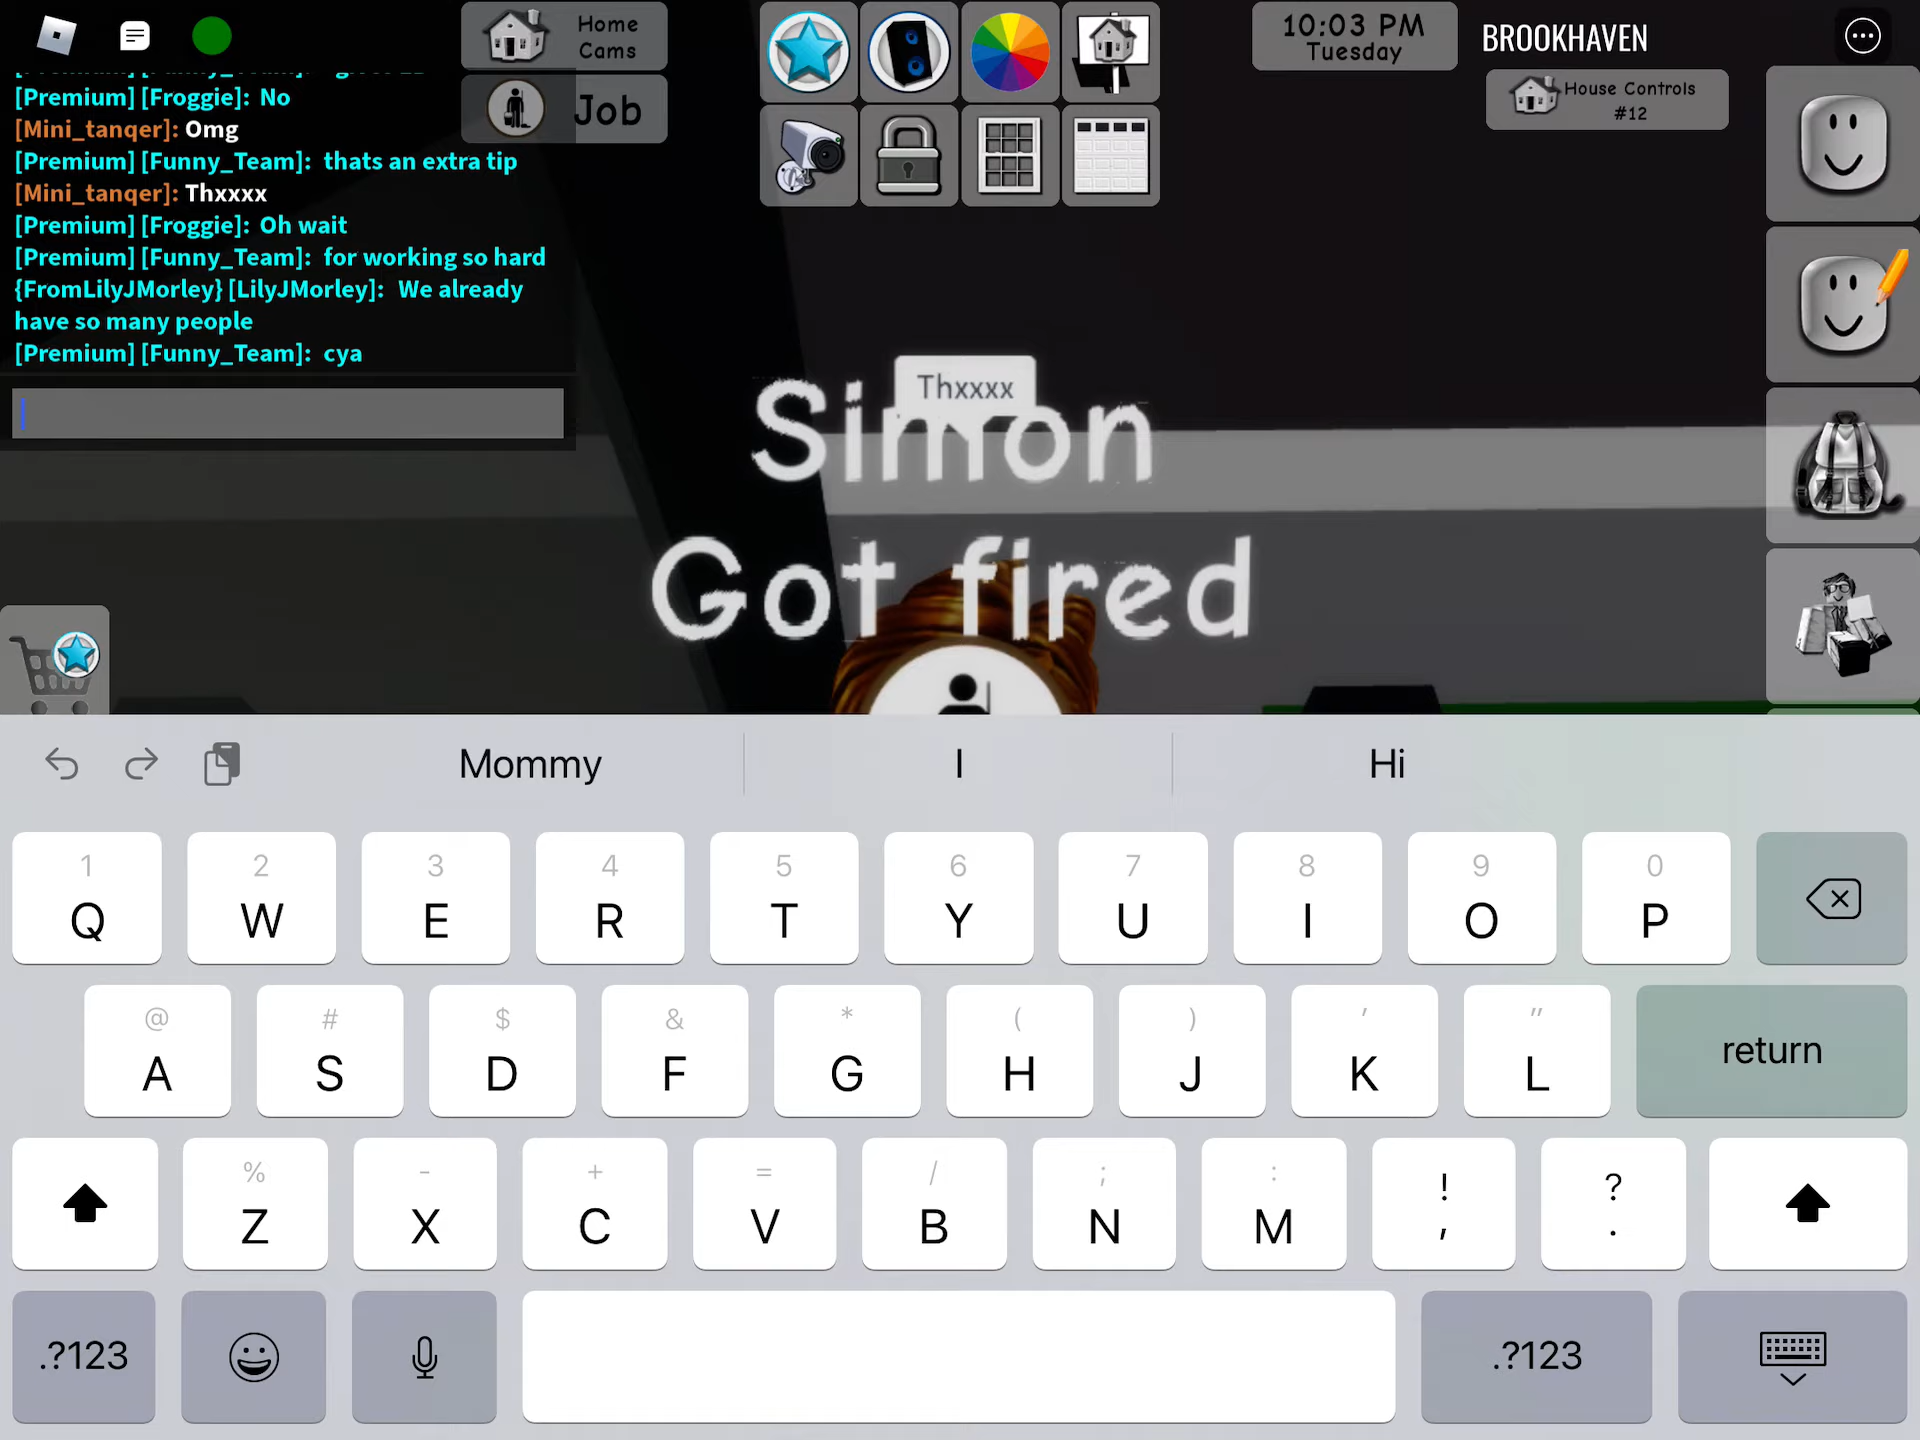 Home
Cams
Job
10:03 PM
Tuesday
BROOKHAVEN
House Controls
#12
[Premium] [Froggie]: No
[Mini_tanqer]: Omg
[Premium] [Funny_Team]: thats an extra tip
[Mini_tanqer]: Thxxxx
[Premium] [Froggie]: Oh wait
[Premium] [Funny_Team]: for working so hard
{FromLilyJMorley} [LilyJMorley]: We already
have so many people
[Premium] [Funny_Team]: cya
Thxxxx
Simon
Got fired
Mommy
I
Hi
1 2 3 4 5 6 7 8 9 0
Q W E R T Y U I O P
@ # $ & * ( ) ' "
A S D F G H J K L return
% - + = / ; : ! ?
Z X C V B N M , .
.?123 .?123